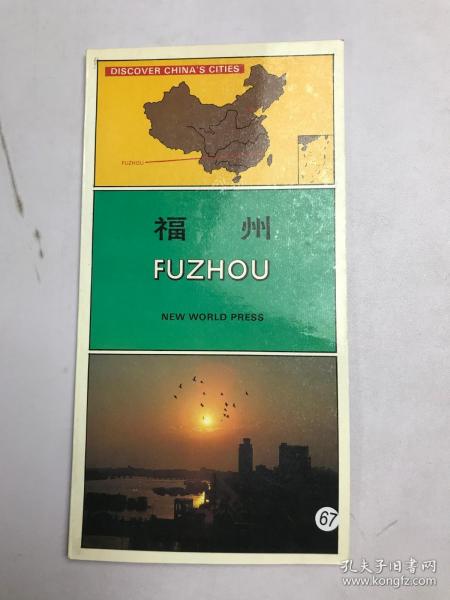 DISCOVER CHINA'S CITIES
FUZHOU
福 州
FUZHOU
NEW WORLD PRESS
67
孔夫子旧书网
www.kongfz.com